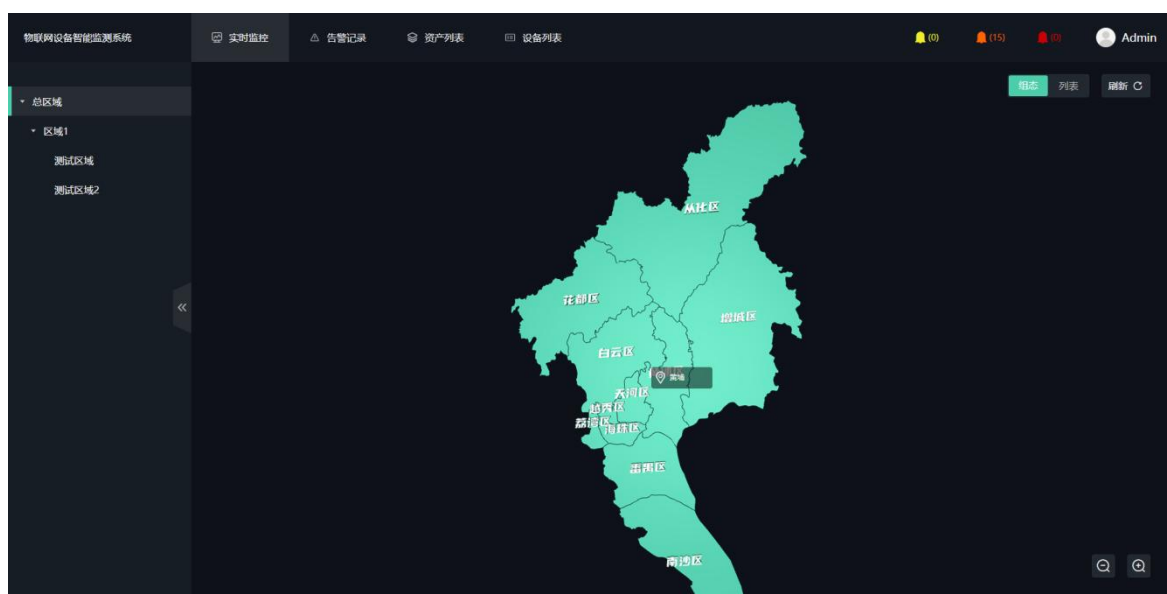 物联网设备智能监测系统
实时监控
告警记录
资产列表
设备列表
(0)
(15)
(0)
Admin
组态
列表
刷新
总区域
区域1
测试区域
测试区域2
从化区
花都区
增城区
白云区
天河区
越秀区
荔湾区
海珠区
番禺区
南沙区